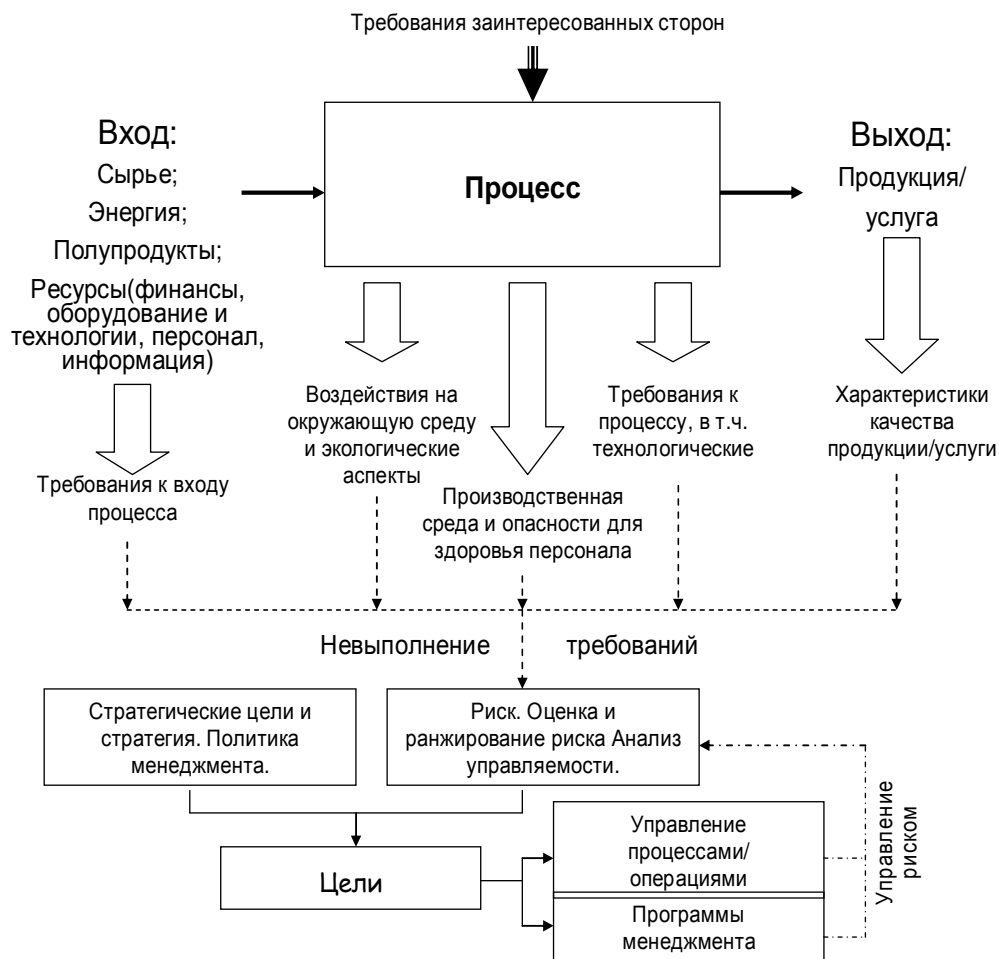 Требования заинтересованных сторон
Вход:
Сырье;
Энергия;
Полупродукты;
Ресурсы(финансы,
оборудование и
технологии, персонал,
информация)
Процесс
Выход:
Продукция/
услуга
Требования к входу
процесса
Воздействия на
окружающую среду
и экологические
аспекты
Производственная
среда и опасности для
здоровья персонала
Требования к
процессу, в т.ч.
технологические
Характеристики
качества
продукции/услуги
Невыполнение требований
Стратегические цели и
стратегия. Политика
менеджмента.
Риск. Оценка и
ранжирование риска Анализ
управляемости.
Цели
Управление
процессами/
операциями
Программы
менеджмента
Управление
риском